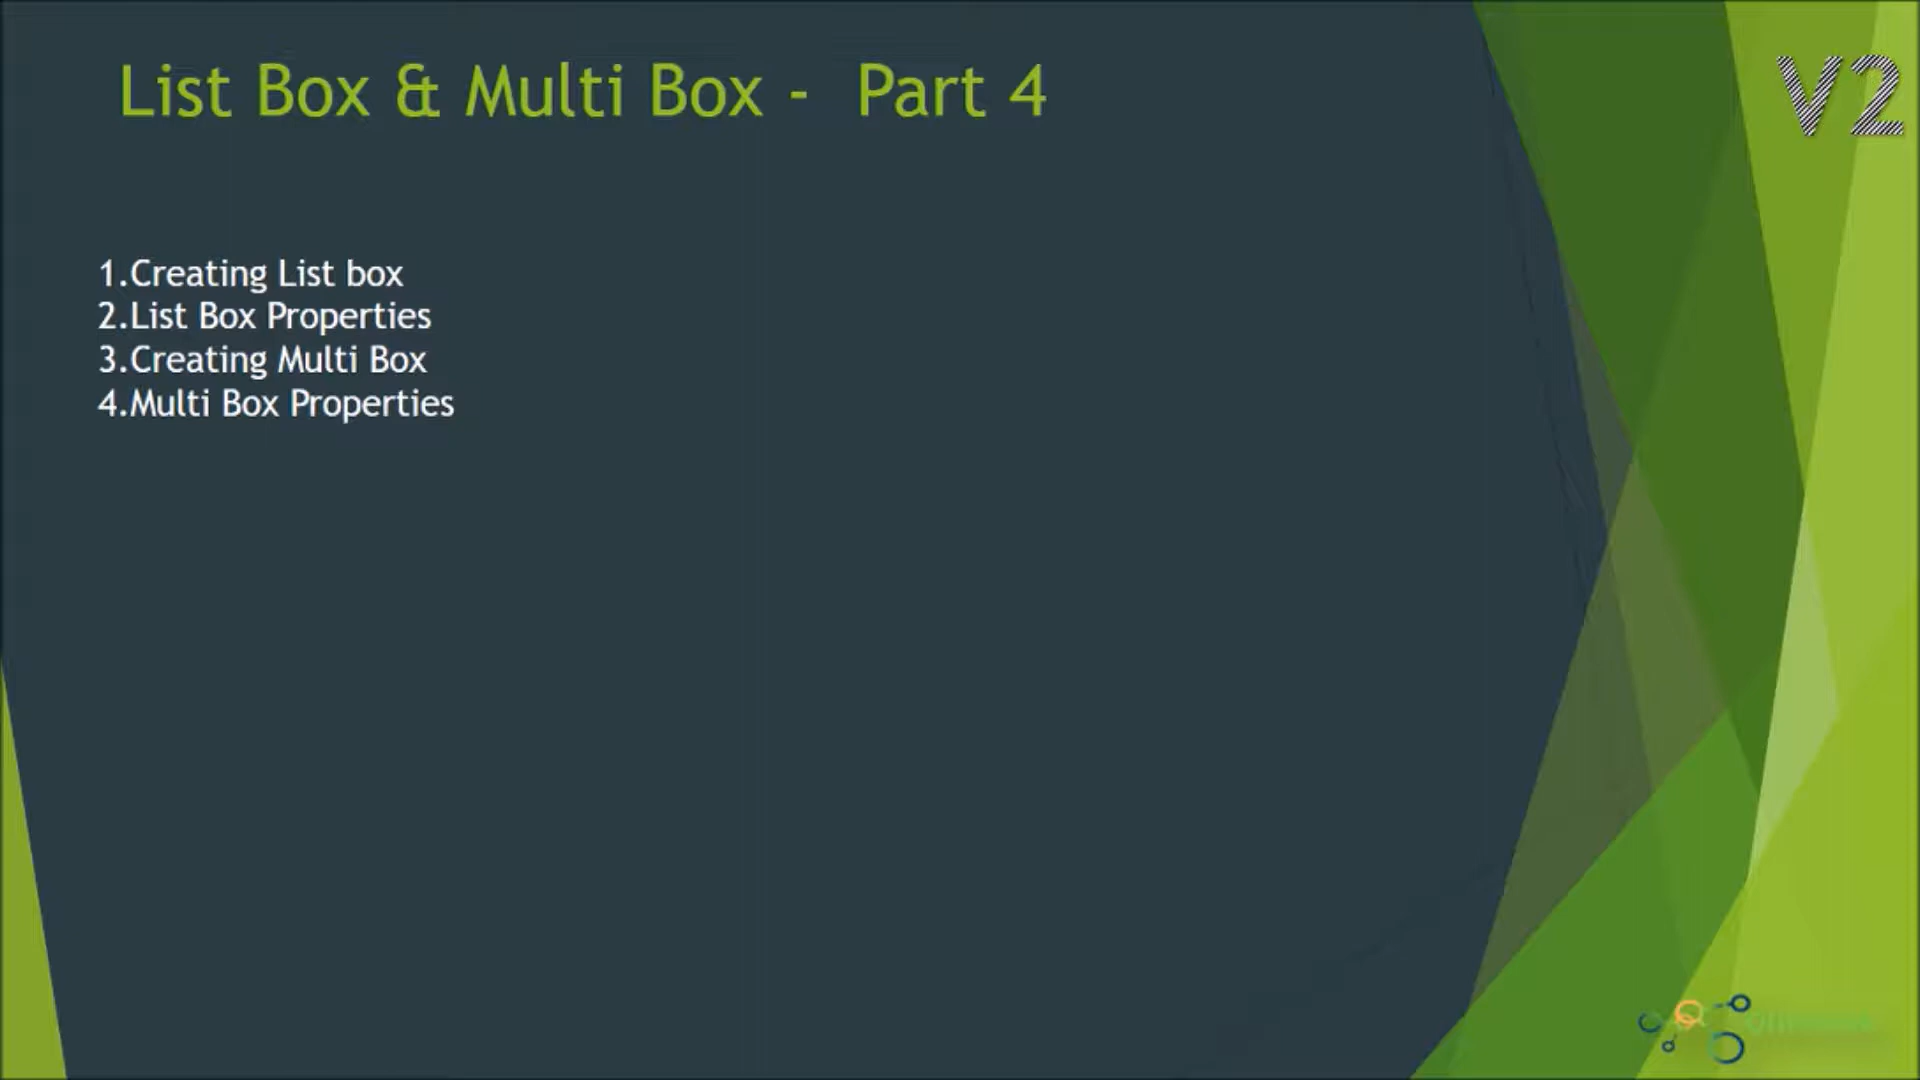 List Box & Multi Box - Part 4
V2
1.Creating List box
2.List Box Properties
3.Creating Multi Box
4.Multi Box Properties